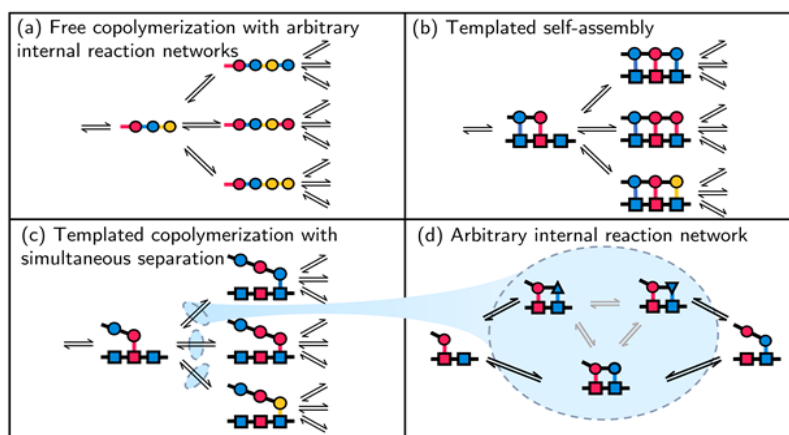 (a) Free copolymerization with arbitrary
internal reaction networks
(b) Templated self-assembly
(c) Templated copolymerization with
simultaneous separation
(d) Arbitrary internal reaction network